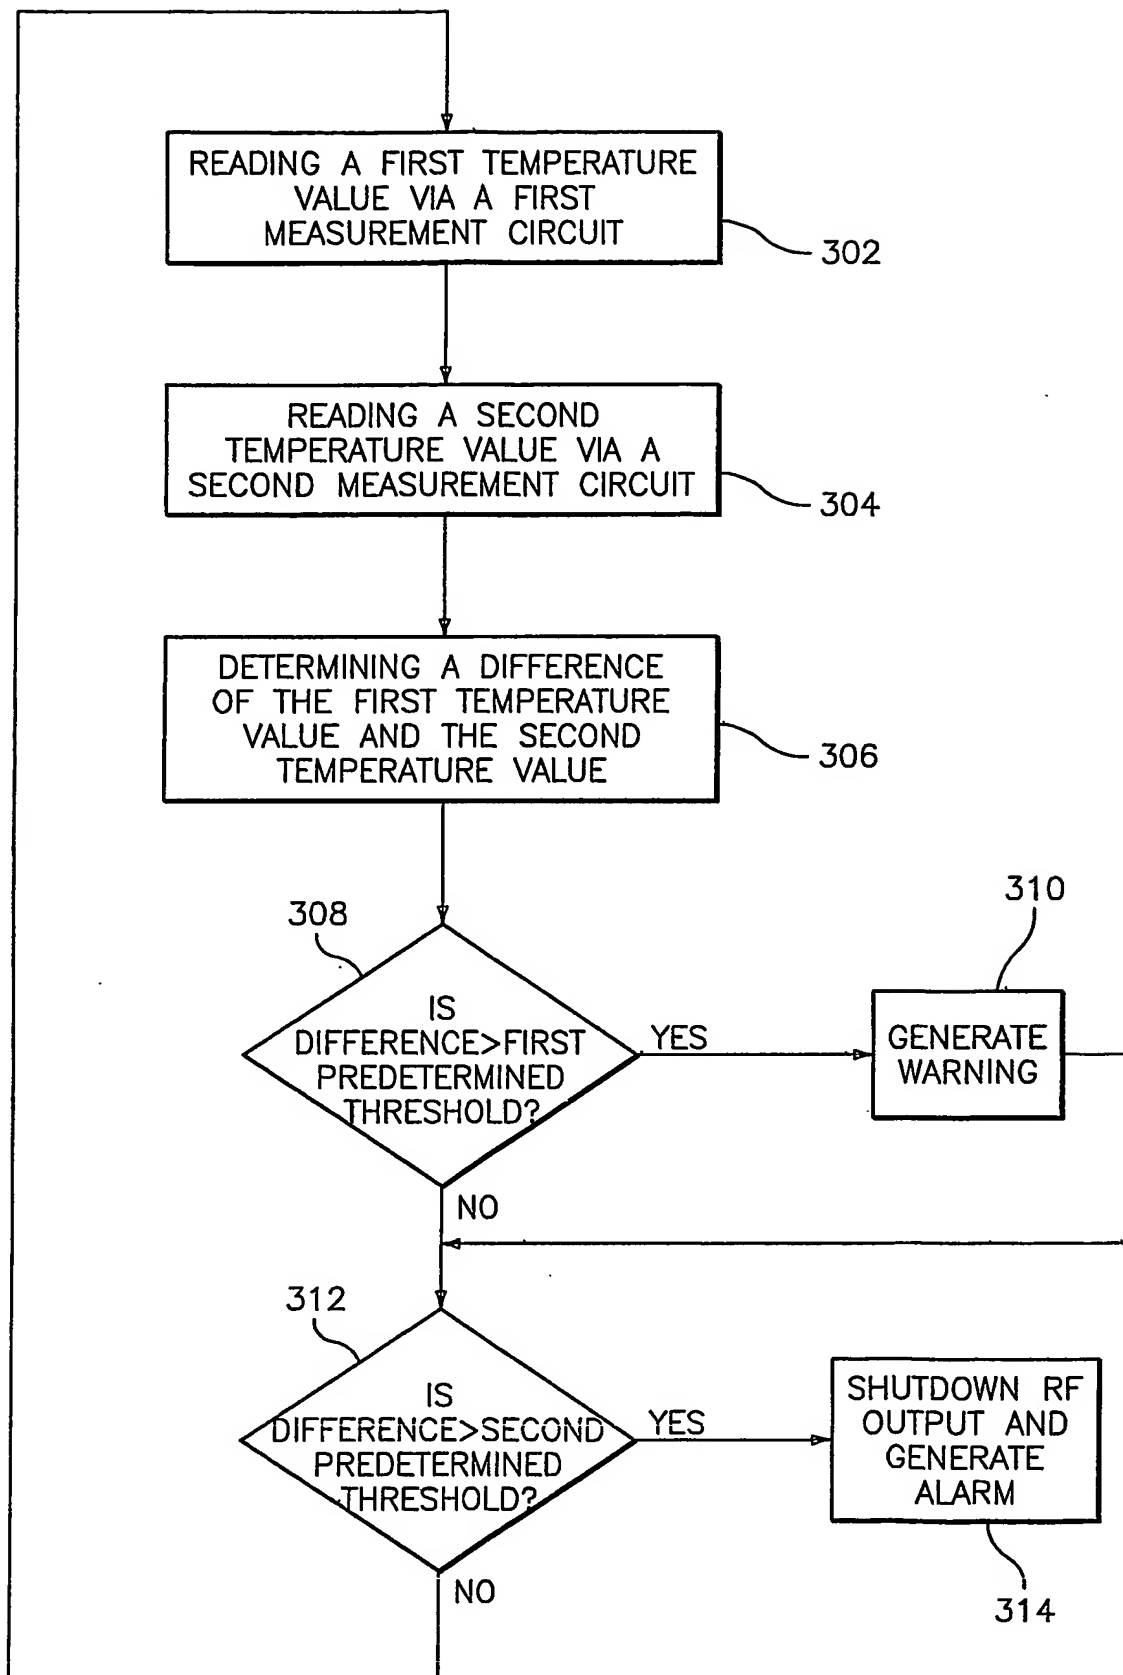 READING A FIRST TEMPERATURE
VALUE VIA A FIRST
MEASUREMENT CIRCUIT
302
READING A SECOND
TEMPERATURE VALUE VIA A
SECOND MEASUREMENT CIRCUIT
304
DETERMINING A DIFFERENCE
OF THE FIRST TEMPERATURE
VALUE AND THE SECOND
TEMPERATURE VALUE
306
308
IS
DIFFERENCE>FIRST
PREDETERMINED
THRESHOLD?
YES
310
GENERATE
WARNING
NO
312
IS
DIFFERENCE>SECOND
PREDETERMINED
THRESHOLD?
YES
SHUTDOWN RF
OUTPUT AND
GENERATE
ALARM
314
NO